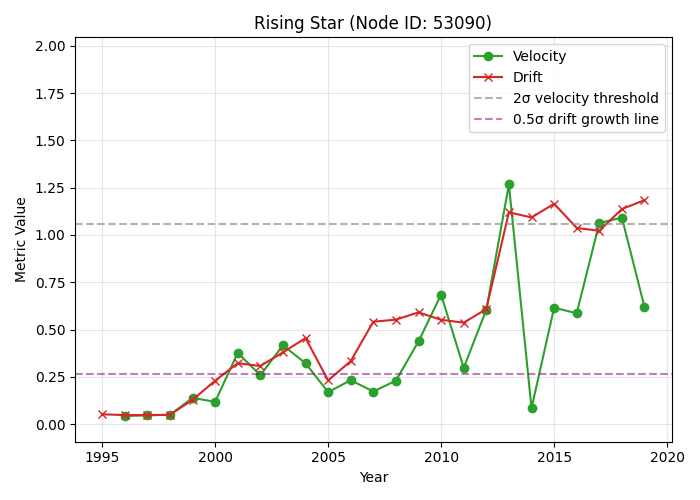 Rising Star (Node ID: 53090)
Velocity
Drift
2σ velocity threshold
0.5σ drift growth line
Metric Value
2.00
1.75
1.50
1.25
1.00
0.75
0.50
0.25
0.00
1995
2000
2005
2010
2015
2020
Year